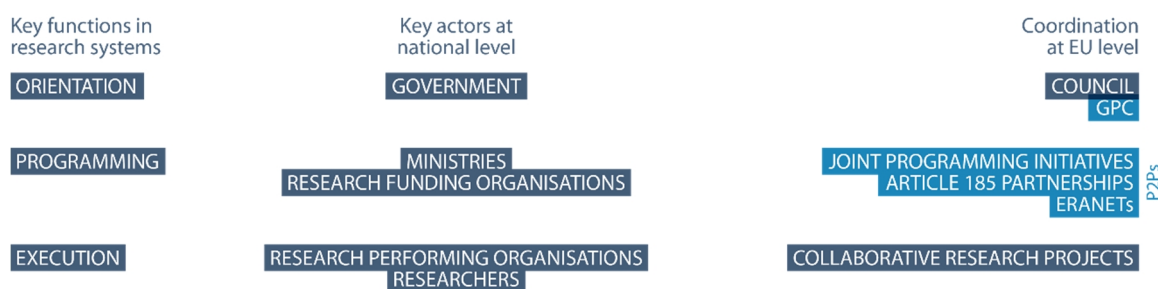 Key functions in
research systems
Key actors at
national level
Coordination
at EU level
ORIENTATION
GOVERNMENT
COUNCIL
GPC
PROGRAMMING
MINISTRIES
RESEARCH FUNDING ORGANISATIONS
JOINT PROGRAMMING INITIATIVES
ARTICLE 185 PARTNERSHIPS
ERANETs
P2Ps
EXECUTION
RESEARCH PERFORMING ORGANISATIONS
RESEARCHERS
COLLABORATIVE RESEARCH PROJECTS